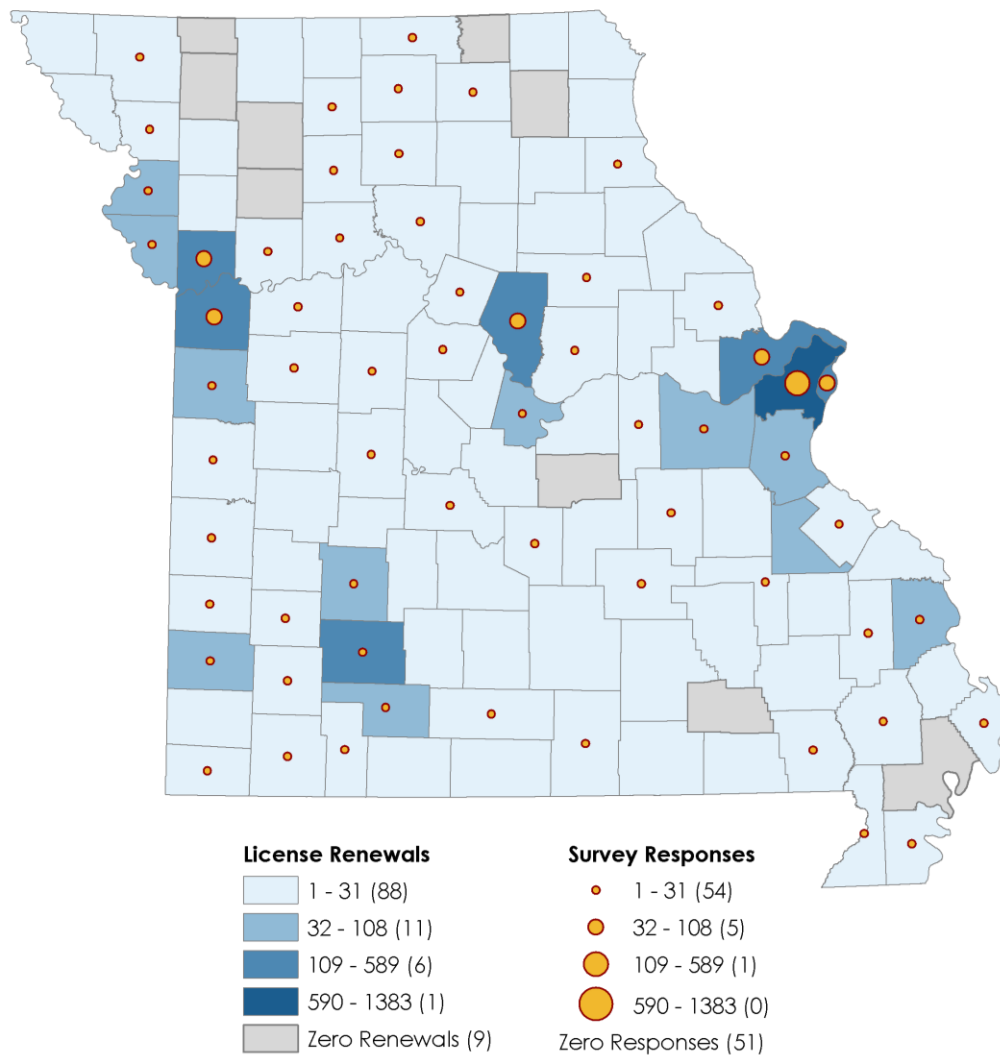 License Renewals
1 - 31 (88)
32 - 108 (11)
109 - 589 (6)
590 - 1383 (1)
Zero Renewals (9)
Survey Responses
1 - 31 (54)
32 - 108 (5)
109 - 589 (1)
590 - 1383 (0)
Zero Responses (51)